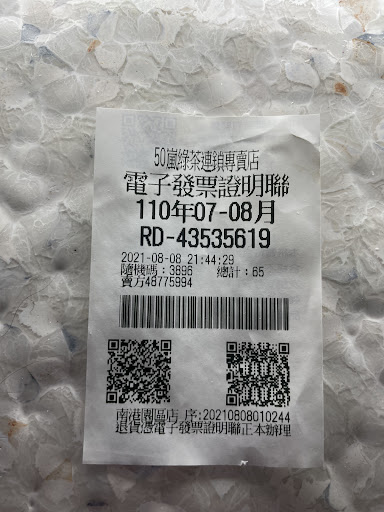 50嵐綠茶連鎖專賣店
電子發票證明聯
110年07-08月
RD-43535619
2021-08-08 21:44:29
隨機碼：3896 總計：65
賣方48775994
南港園區店 序:20210808010244
退貨憑電子發票證明聯正本辦理